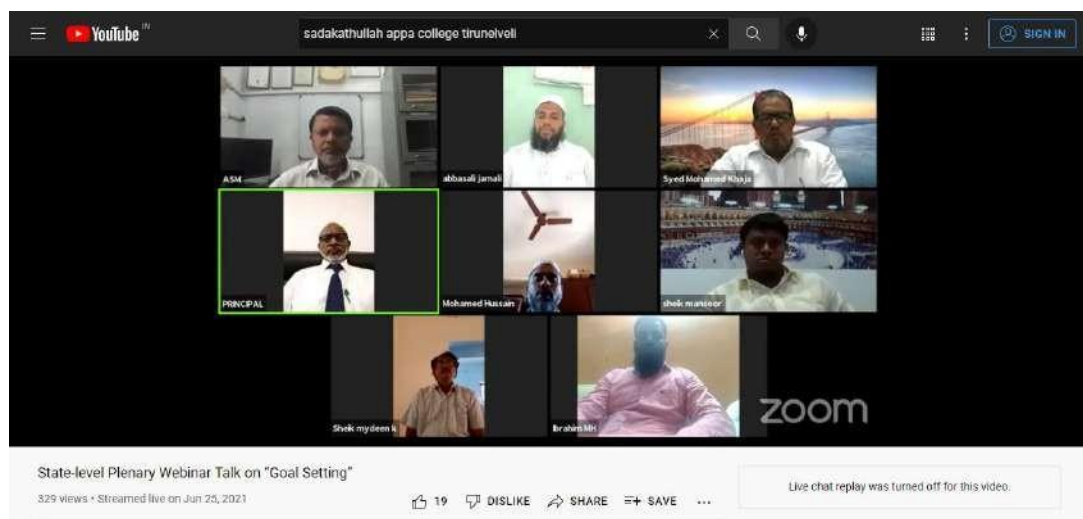 YouTube IN
sadakathullah appa college tirunelveli
SIGN IN
ASM
abbasali jamali
Syed Mohamed Khaja
PRINCIPAL
Mohamed Hussain
sheik mansoor
Sheik mydeen k
Ibrahim MH
zoom
State-level Plenary Webinar Talk on "Goal Setting"
329 views • Streamed live on Jun 25, 2021
19 DISLIKE SHARE SAVE ...
Live chat replay was turned off for this video.